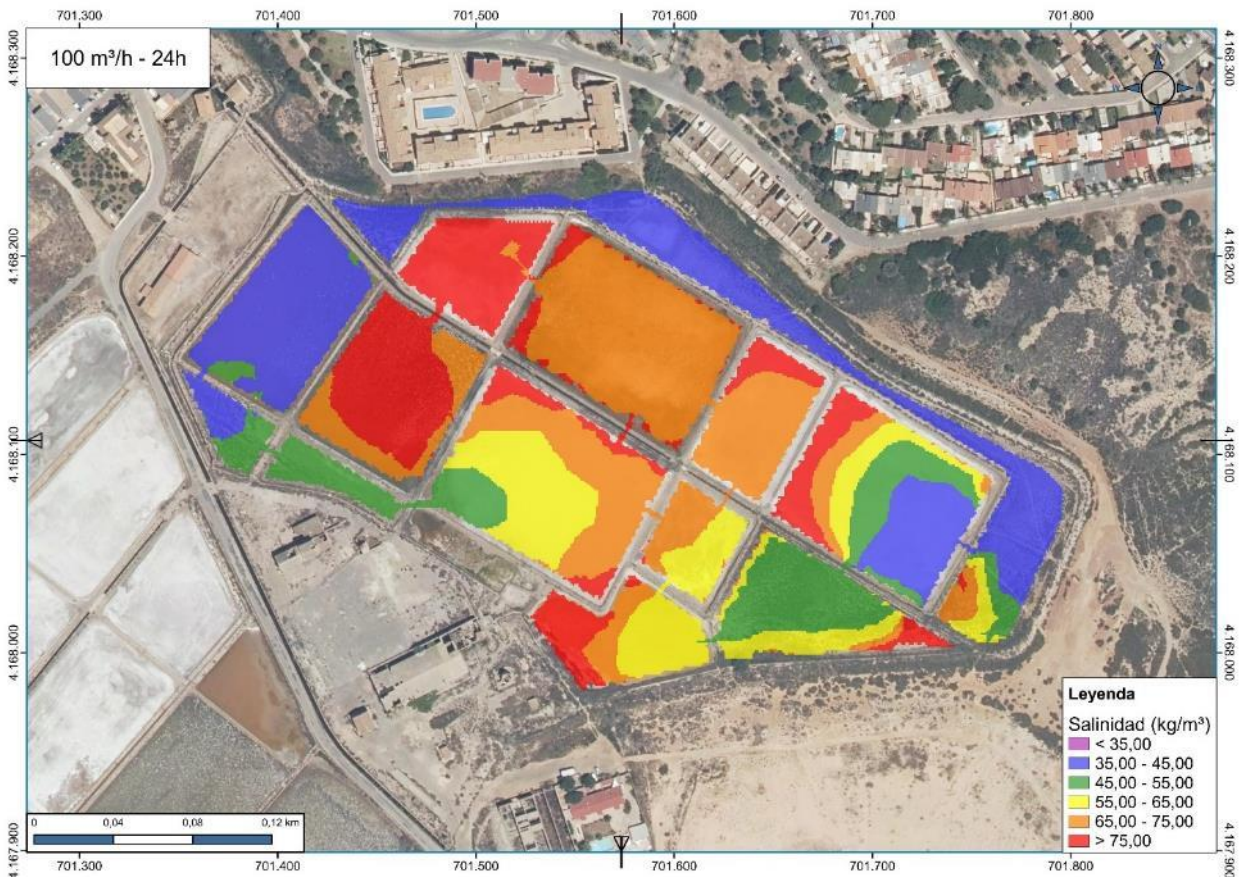 701.300 701.400 701.500 701.600 701.700 701.800
100 m³/h - 24h
4.168.300 4.168.300
4.168.200 4.168.200
4.168.100 4.168.100
4.168.000 4.168.000
4.167.900 4.167.900
Leyenda
Salinidad (kg/m³)
< 35,00
35,00 - 45,00
45,00 - 55,00
55,00 - 65,00
65,00 - 75,00
> 75,00
0 0,04 0,08 0,12 km
701.300 701.400 701.500 701.600 701.700 701.800